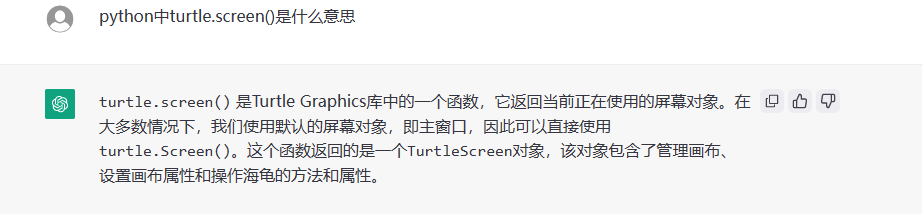 python中turtle.screen()是什么意思
turtle.screen() 是Turtle Graphics库中的一个函数，它返回当前正在使用的屏幕对象。在
大多数情况下，我们使用默认的屏幕对象，即主窗口，因此可以直接使用
turtle.Screen()。这个函数返回的是一个TurtleScreen对象，该对象包含了管理画布、
设置画布属性和操作海龟的方法和属性。